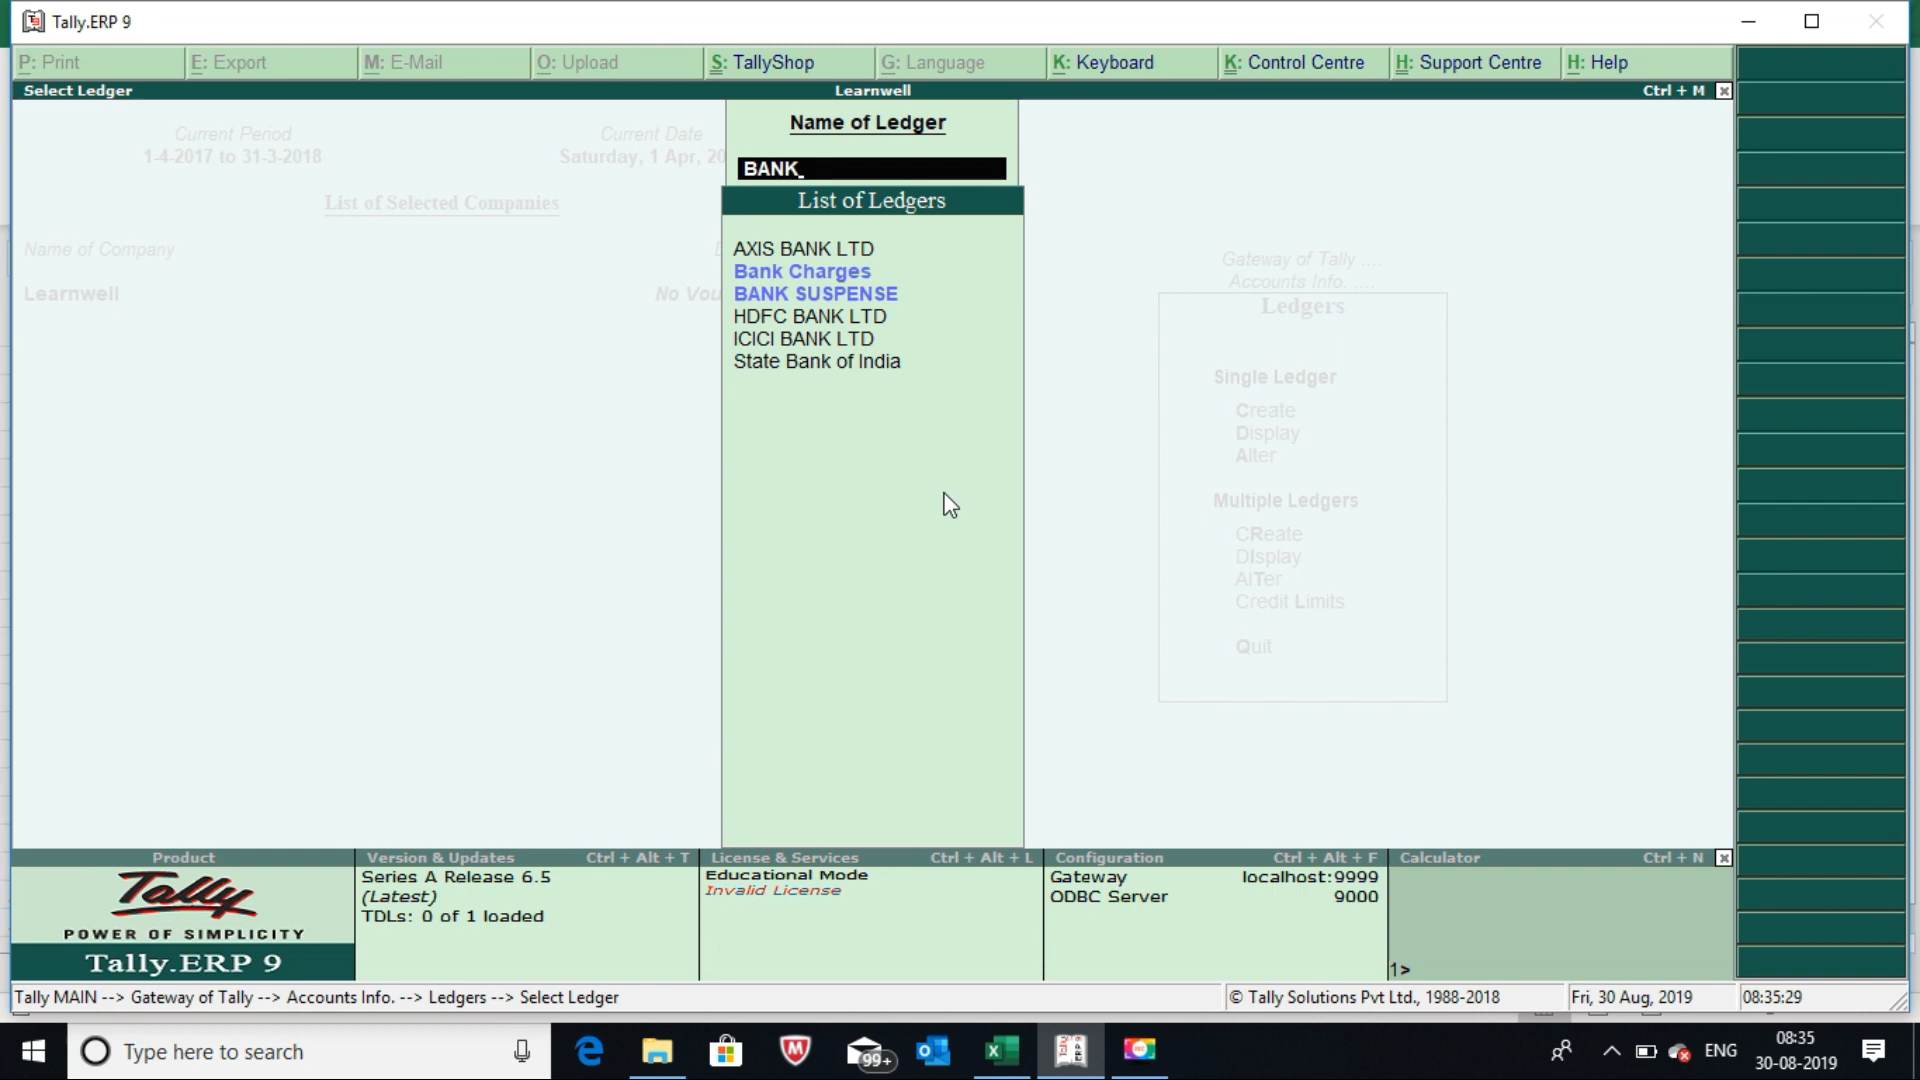 Tally.ERP 9
P: Print
E: Export
M: E-Mail
O: Upload
S: TallyShop
G: Language
K: Keyboard
K: Control Centre
H: Support Centre
H: Help
Select Ledger
Learnwell
Ctrl + M
Current Period
1-4-2017 to 31-3-2018
Current Date
Saturday, 1 Apr, 20
List of Selected Companies
Name of Company
Learnwell
No Vou
Name of Ledger
BANK
List of Ledgers
AXIS BANK LTD
Bank Charges
BANK SUSPENSE
HDFC BANK LTD
ICICI BANK LTD
State Bank of India
Gateway of Tally ....
Accounts Info. ....
Ledgers
Single Ledger
Create
Display
Alter
Multiple Ledgers
CReate
DIsplay
AlTer
Credit Limits
Quit
Product
Tally
POWER OF SIMPLICITY
Tally.ERP 9
Version & Updates Ctrl + Alt + T
Series A Release 6.5
(Latest)
TDLs: 0 of 1 loaded
License & Services Ctrl + Alt + L
Educational Mode
Invalid License
Configuration Ctrl + Alt + F
Gateway localhost:9999
ODBC Server 9000
Calculator Ctrl + N
1>
Tally MAIN --> Gateway of Tally --> Accounts Info. --> Ledgers --> Select Ledger
© Tally Solutions Pvt Ltd., 1988-2018
Fri, 30 Aug, 2019
08:35:29
Type here to search
99+
ENG
08:35
30-08-2019